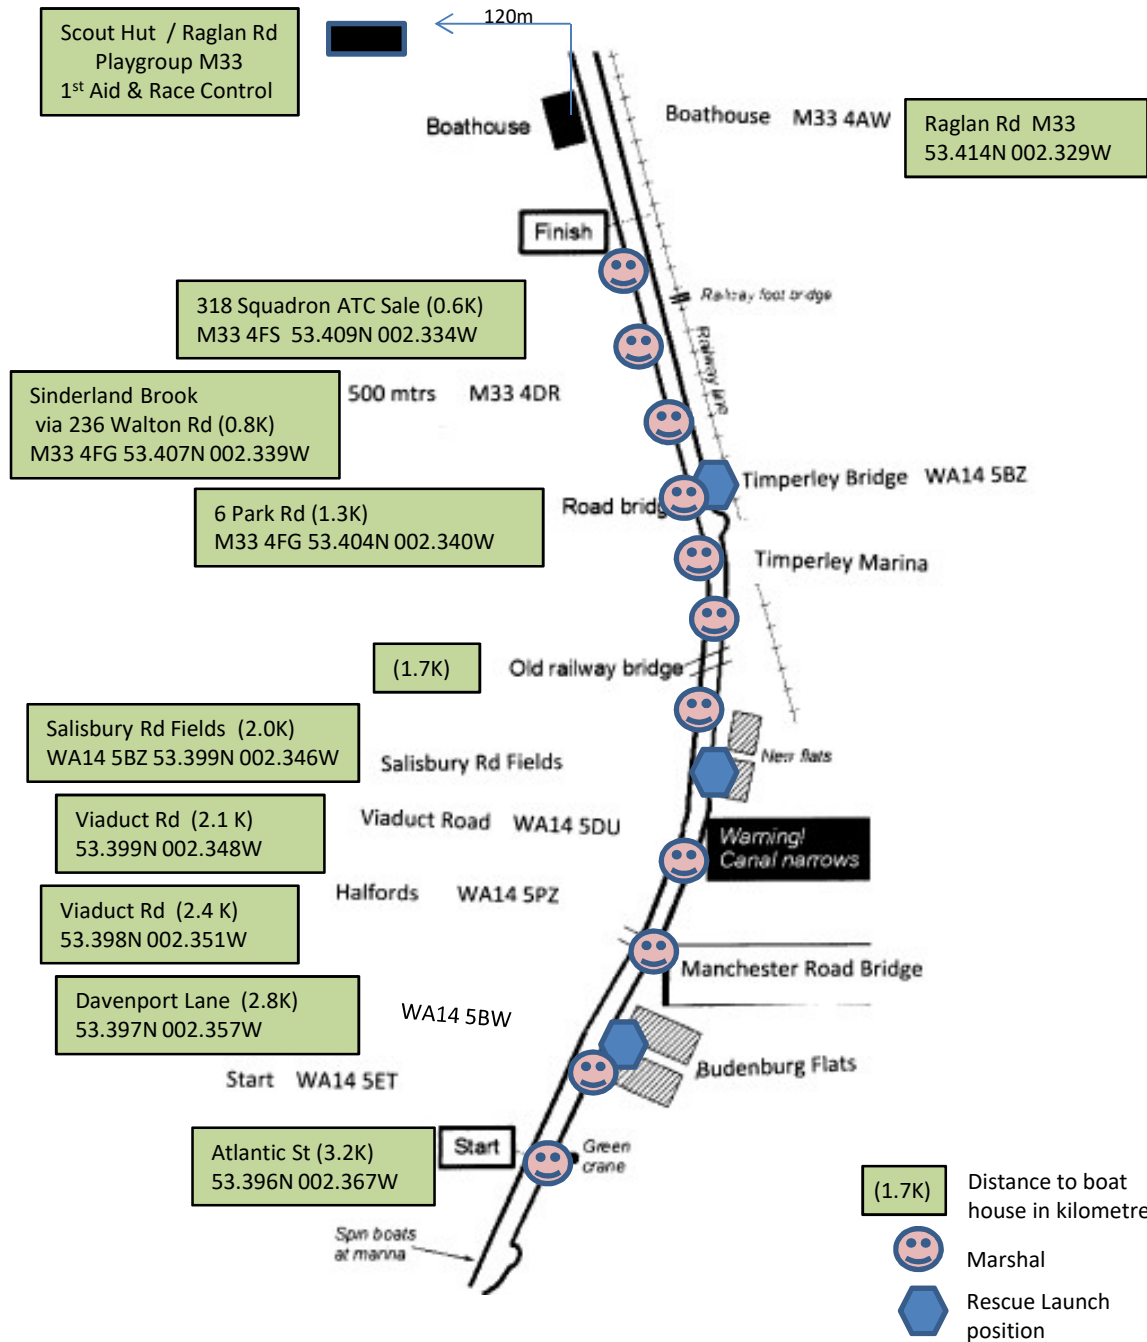 120m
Scout Hut / Raglan Rd
Playgroup M33
1st Aid & Race Control
Boathouse
Boathouse M33 4AW
Raglan Rd M33
53.414N 002.329W
Finish
318 Squadron ATC Sale (0.6K)
M33 4FS 53.409N 002.334W
Railway foot bridge
Railway line
500 mtrs M33 4DR
Sinderland Brook
via 236 Walton Rd (0.8K)
M33 4FG 53.407N 002.339W
Timperley Bridge WA14 5BZ
6 Park Rd (1.3K)
M33 4FG 53.404N 002.340W
Road bridg
Timperley Marina
(1.7K)
Old railway bridge
Salisbury Rd Fields (2.0K)
WA14 5BZ 53.399N 002.346W
Salisbury Rd Fields
New flats
Viaduct Rd (2.1 K)
53.399N 002.348W
Viaduct Road WA14 5DU
Warning!
Canal narrows
Halfords WA14 5PZ
Viaduct Rd (2.4 K)
53.398N 002.351W
Manchester Road Bridge
Davenport Lane (2.8K)
53.397N 002.357W
WA14 5BW
Budenburg Flats
Start WA14 5ET
Atlantic St (3.2K)
53.396N 002.367W
Start
Green
crane
Spin boats
at marina
(1.7K)
Distance to boat
house in kilometre
Marshal
Rescue Launch
position